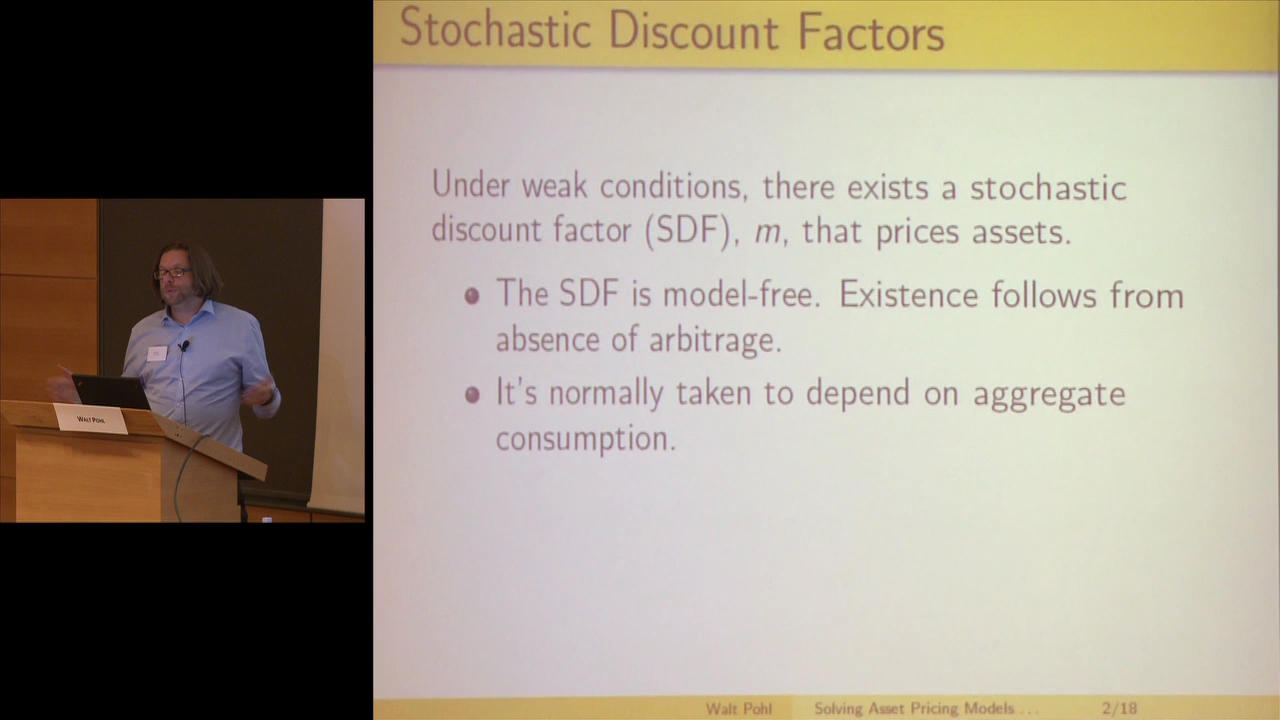 Stochastic Discount Factors
Under weak conditions, there exists a stochastic
discount factor (SDF), m, that prices assets.
The SDF is model-free. Existence follows from
absence of arbitrage.
It's normally taken to depend on aggregate
consumption.
WALT POHL
Walt Pohl Solving Asset Pricing Models ... 2/18